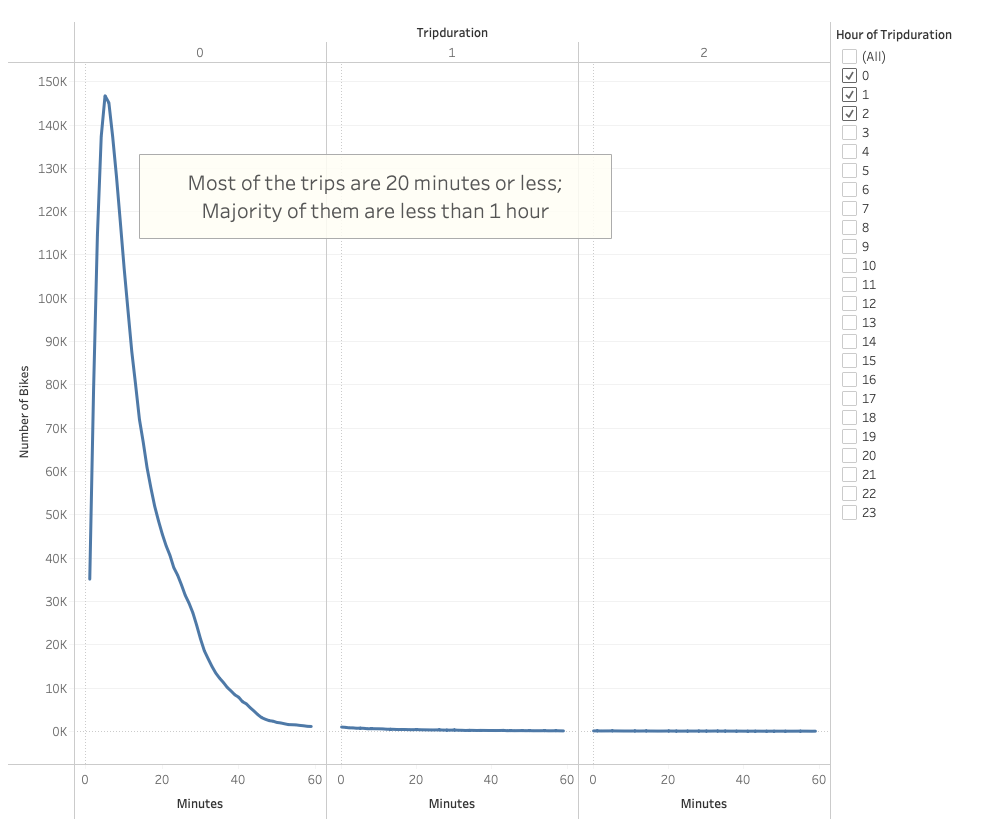 Tripduration
0 1 2
150K
140K
130K
120K
110K
100K
90K
80K
70K
60K
50K
40K
30K
20K
10K
0K
Number of Bikes
Most of the trips are 20 minutes or less;
Majority of them are less than 1 hour
0 20 40 60 0 20 40 60 0 20 40 60
Minutes Minutes Minutes
Hour of Tripduration
(All)
0
1
2
3
4
5
6
7
8
9
10
11
12
13
14
15
16
17
18
19
20
21
22
23